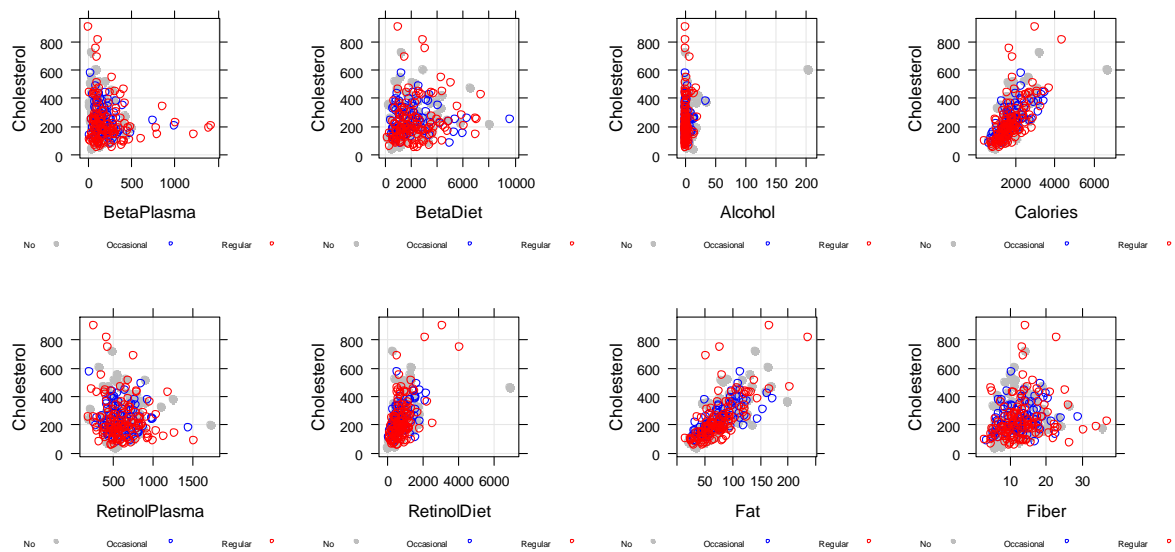 Cholesterol
800
600
400
200
0
0 500 1000
BetaPlasma
No Occasional Regular
Cholesterol
800
600
400
200
0
0 2000 6000 10000
BetaDiet
No Occasional Regular
Cholesterol
800
600
400
200
0
0 50 100 150 200
Alcohol
No Occasional Regular
Cholesterol
800
600
400
200
0
2000 4000 6000
Calories
No Occasional Regular
Cholesterol
800
600
400
200
0
500 1000 1500
RetinolPlasma
No Occasional Regular
Cholesterol
800
600
400
200
0
0 2000 4000 6000
RetinolDiet
No Occasional Regular
Cholesterol
800
600
400
200
0
50 100 150 200
Fat
No Occasional Regular
Cholesterol
800
600
400
200
0
10 20 30
Fiber
No Occasional Regular